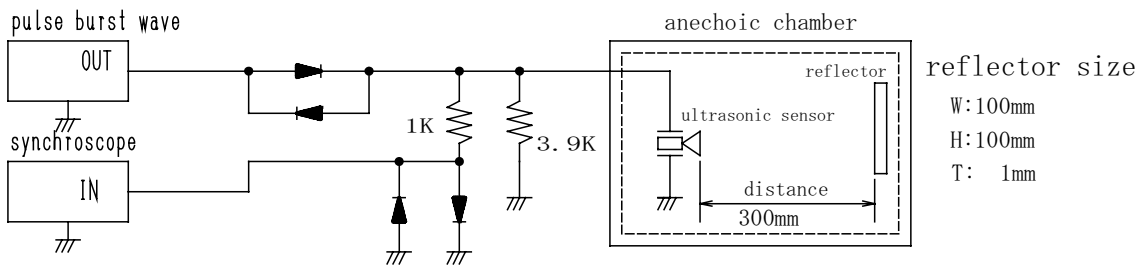 pulse burst wave
OUT
synchroscope
IN
1K
3.9K
anechoic chamber
reflector
ultrasonic sensor
distance
300mm
reflector size
W:100mm
H:100mm
T: 1mm